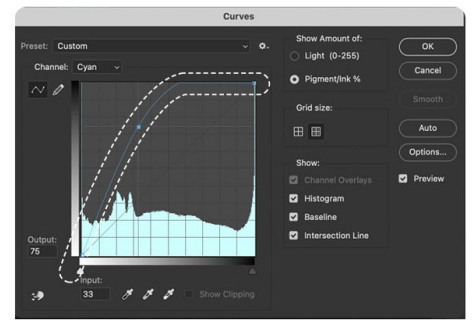 Curves
Preset: Custom
Channel: Cyan
Output:
75
Input:
33
Show Clipping
Show Amount of:
Light (0-255)
Pigment/Ink %
Grid size:
Show:
Channel Overlays
Histogram
Baseline
Intersection Line
OK
Cancel
Smooth
Auto
Options...
Preview